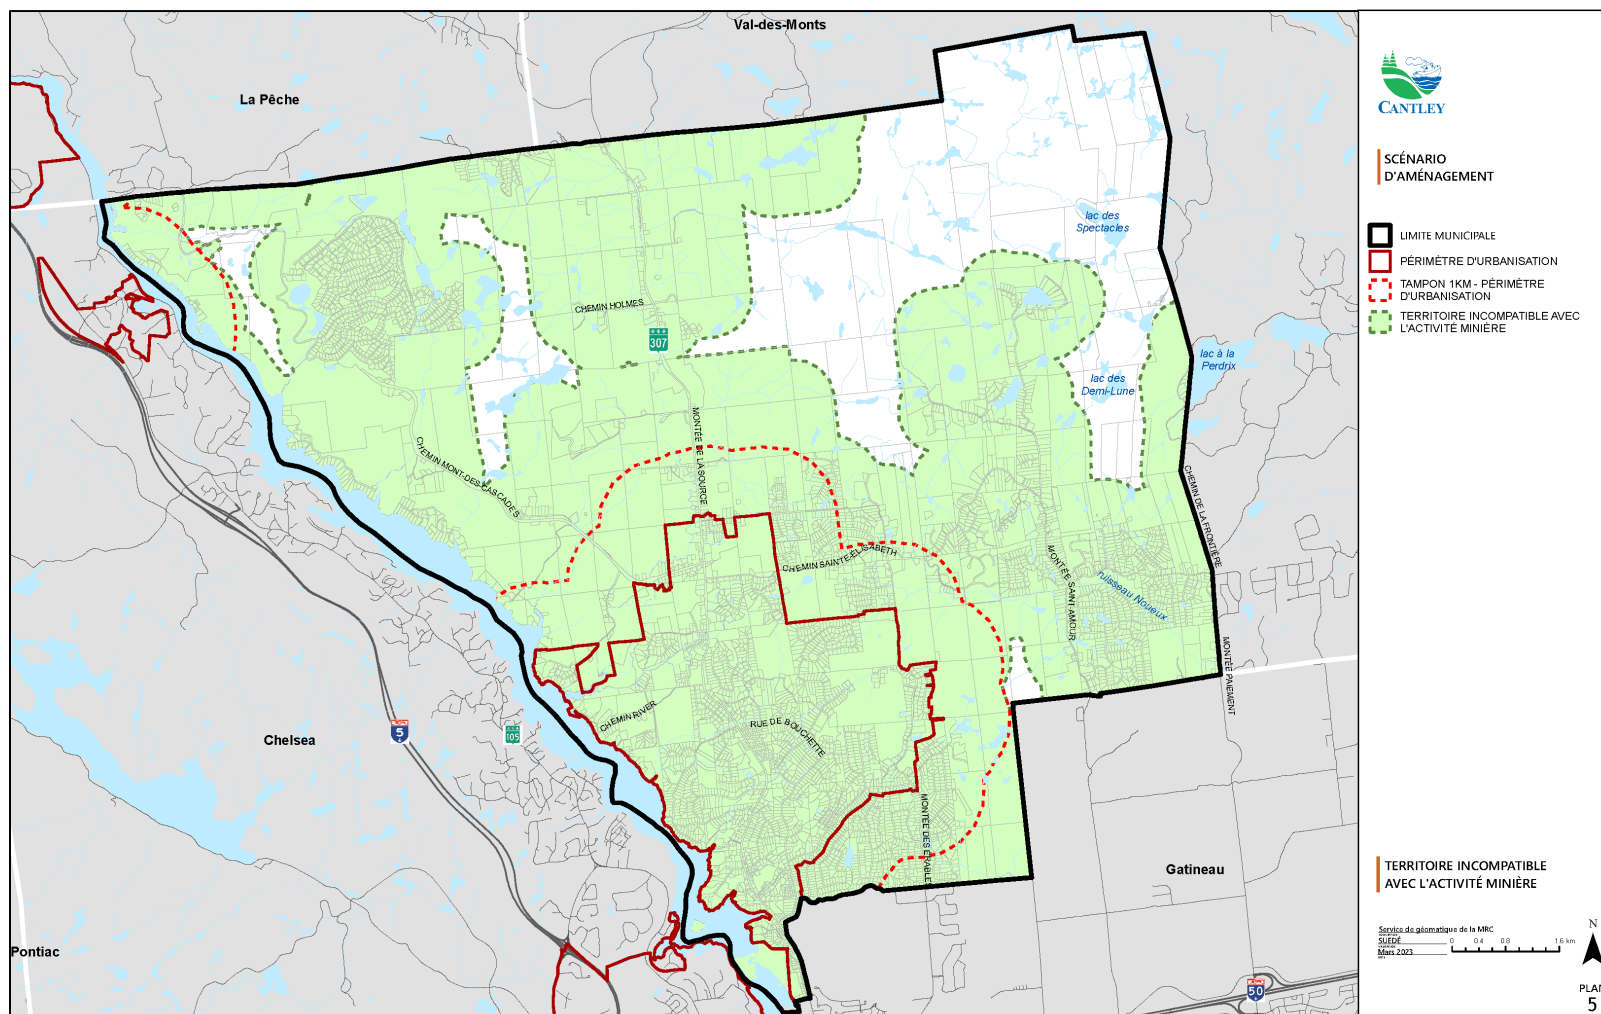 Val-des-Monts
La Pêche
lac des
Spectacles
CHEMIN HOLMES
307
lac à la
Perdrix
lac des
Demi-Lune
MONTÉE DE LA SOURCE
CHEMIN MONT-DES-CASCADES
CHEMIN DE LA FRONTIÈRE
CHEMIN SAINTE-ÉLISABETH
MONTÉE SAINT-AMOUR
ruisseau Noueux
MONTÉE PAIEMENT
CHEMIN RIVER
RUE DE BOUCHETTE
Chelsea
5
105
MONTÉE DES ÉRABLES
Gatineau
Pontiac
50
CANTLEY
SCÉNARIO
D'AMÉNAGEMENT
LIMITE MUNICIPALE
PÉRIMÈTRE D'URBANISATION
TAMPON 1KM - PÉRIMÈTRE
D'URBANISATION
TERRITOIRE INCOMPATIBLE AVEC
L'ACTIVITÉ MINIÈRE
TERRITOIRE INCOMPATIBLE
AVEC L'ACTIVITÉ MINIÈRE
Service de géomatique de la MRC
SUEDE
Mars 2023
0 0.4 0.8 1.6 km
N
PLAN
5